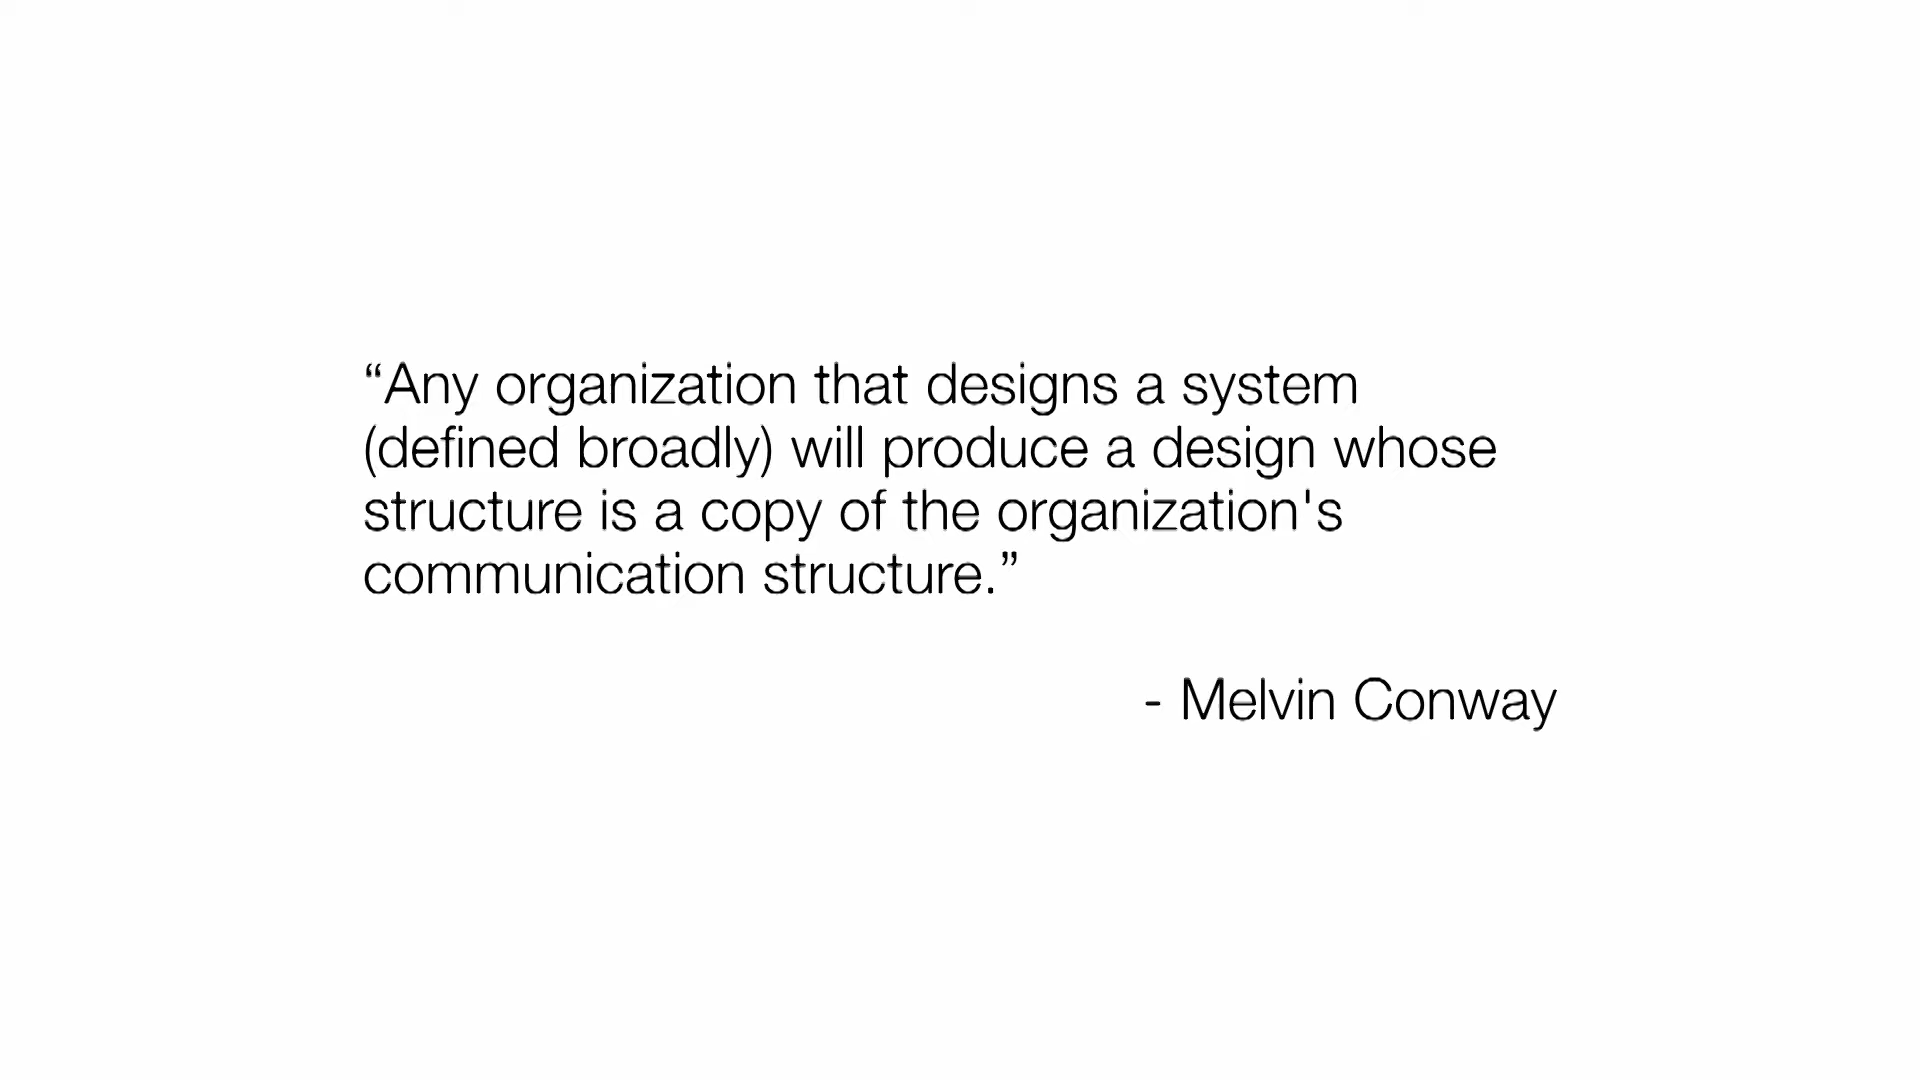 “Any organization that designs a system
(defined broadly) will produce a design whose
structure is a copy of the organization's
communication structure.”
- Melvin Conway